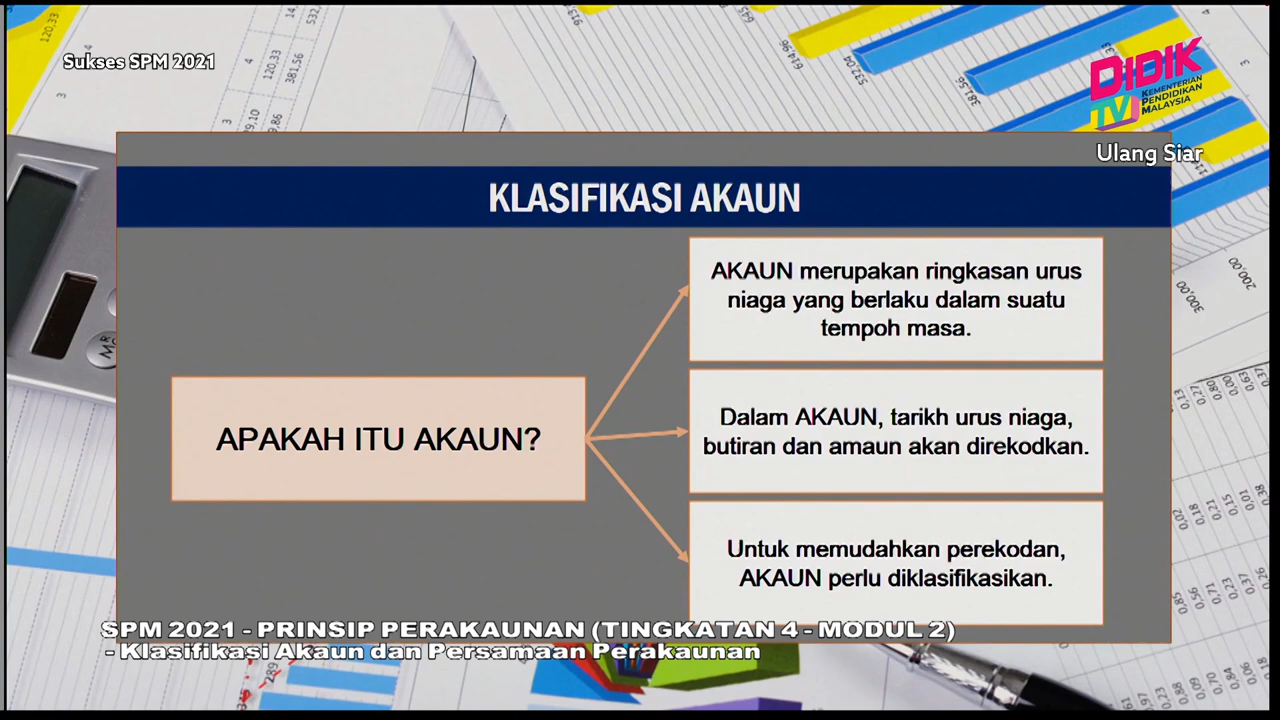 Sukses SPM 2021
DIDIK
TV
KEMENTERIAN
PENDIDIKAN
MALAYSIA
Ulang Siar
KLASIFIKASI AKAUN
APAKAH ITU AKAUN?
AKAUN merupakan ringkasan urus
niaga yang berlaku dalam suatu
tempoh masa.
Dalam AKAUN, tarikh urus niaga,
butiran dan amaun akan direkodkan.
Untuk memudahkan perekodan,
AKAUN perlu diklasifikasikan.
SPM 2021 - PRINSIP PERAKAUNAN (TINGKATAN 4 - MODUL 2)
- Klasifikasi Akaun dan Persamaan Perakaunan